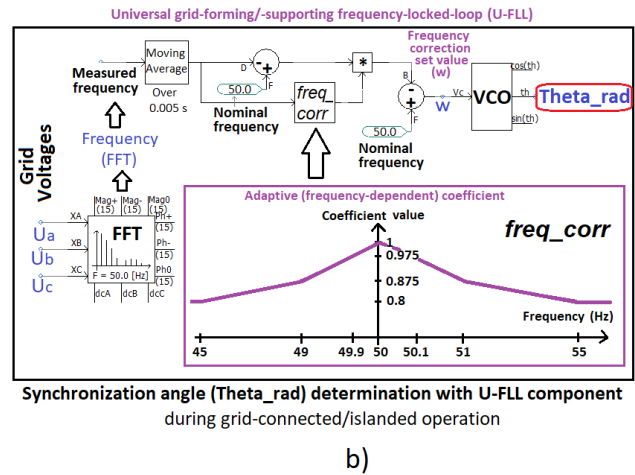 Universal grid-forming/-supporting frequency-locked-loop (U-FLL)
b)
Measured
frequency
Moving
Average
Over
0.005 s
D
-
+
F
50.0
Nominal
frequency
freq_
corr
*
Frequency
correction
set value
(w)
B
-
+
F
50.0
Nominal
frequency
w
Vc
VCO
cos(th)
th
sin(th)
Theta_rad
Grid
Voltages
Frequency
(FFT)
Mag+
(15)
Mag-
(15)
Mag0
(15)
XA
XB
XC
Ua
Ub
Uc
FFT
F = 50.0 [Hz]
Ph+
(15)
Ph-
(15)
Ph0
(15)
dcA
dcB
dcC
Adaptive (frequency-dependent) coefficient
Coefficient value
freq_corr
1
0.975
0.875
0.8
Frequency (Hz)
45
49
49.9
50
50.1
51
55
Synchronization angle (Theta_rad) determination with U-FLL component
during grid-connected/islanded operation
b)